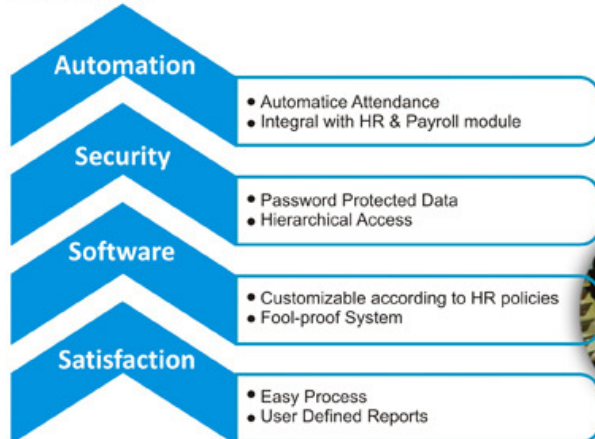 Automation
• Automatice Attendance
• Integral with HR & Payroll module
Security
• Password Protected Data
• Hierarchical Access
Software
• Customizable according to HR policies
• Fool-proof System
Satisfaction
• Easy Process
• User Defined Reports